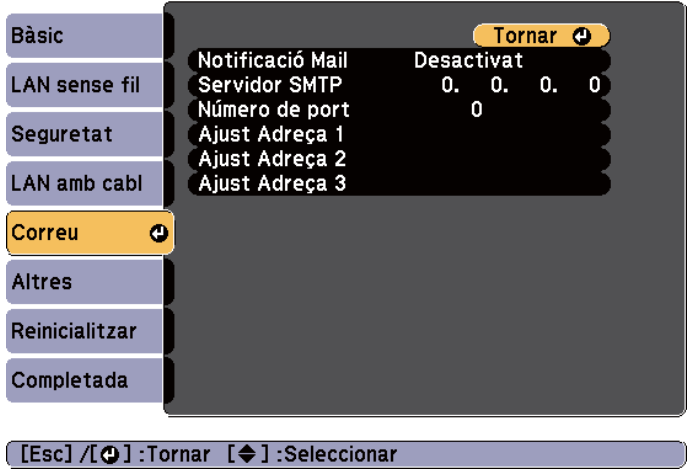 Bàsic
LAN sense fil
Seguretat
LAN amb cabl
Correu
Altres
Reinicialitzar
Completada
Tornar
Notificació Mail Desactivat
Servidor SMTP 0. 0. 0. 0
Número de port 0
Ajust Adreça 1
Ajust Adreça 2
Ajust Adreça 3
[Esc] /[ ] :Tornar [ ] :Seleccionar